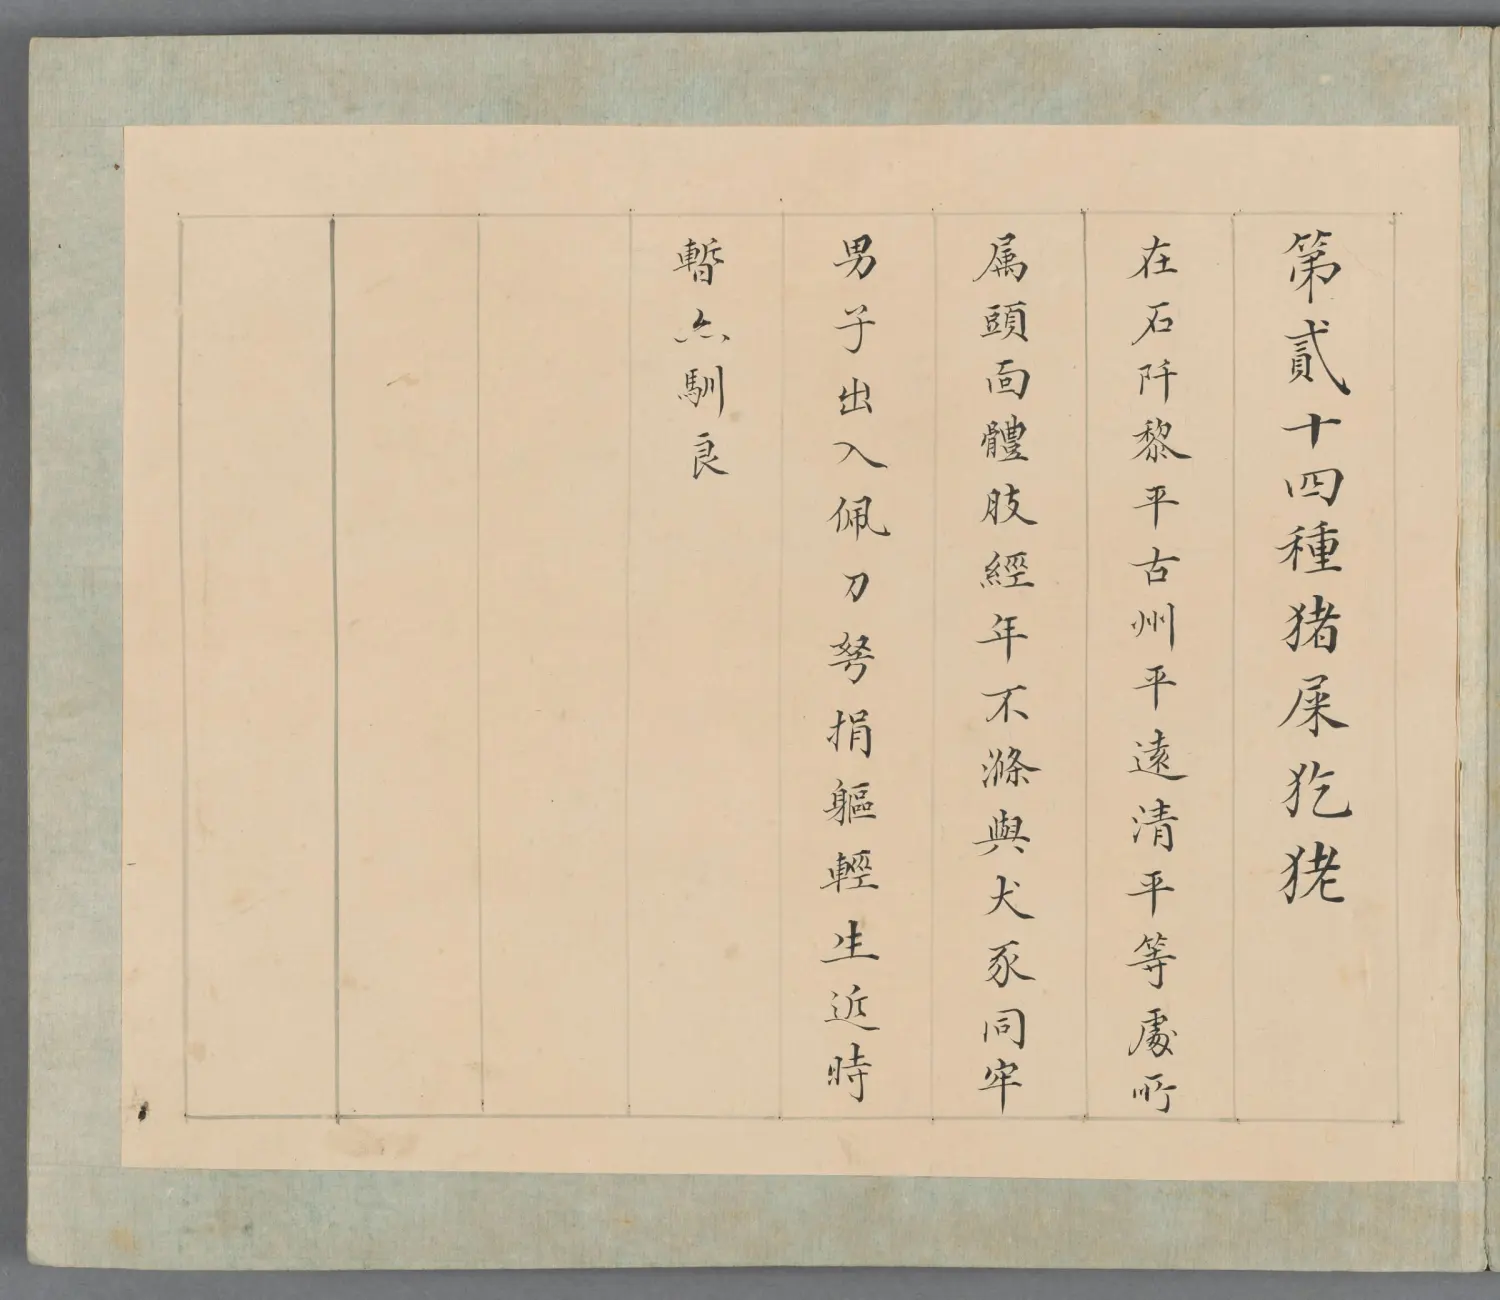 第貳十四種猪屎犵狫
在石阡黎平古州平遠清平等處所
属頭面體肢經年不滌與犬豕同牢
男子出入佩刀弩捐軀輕生近時
暫亦馴良